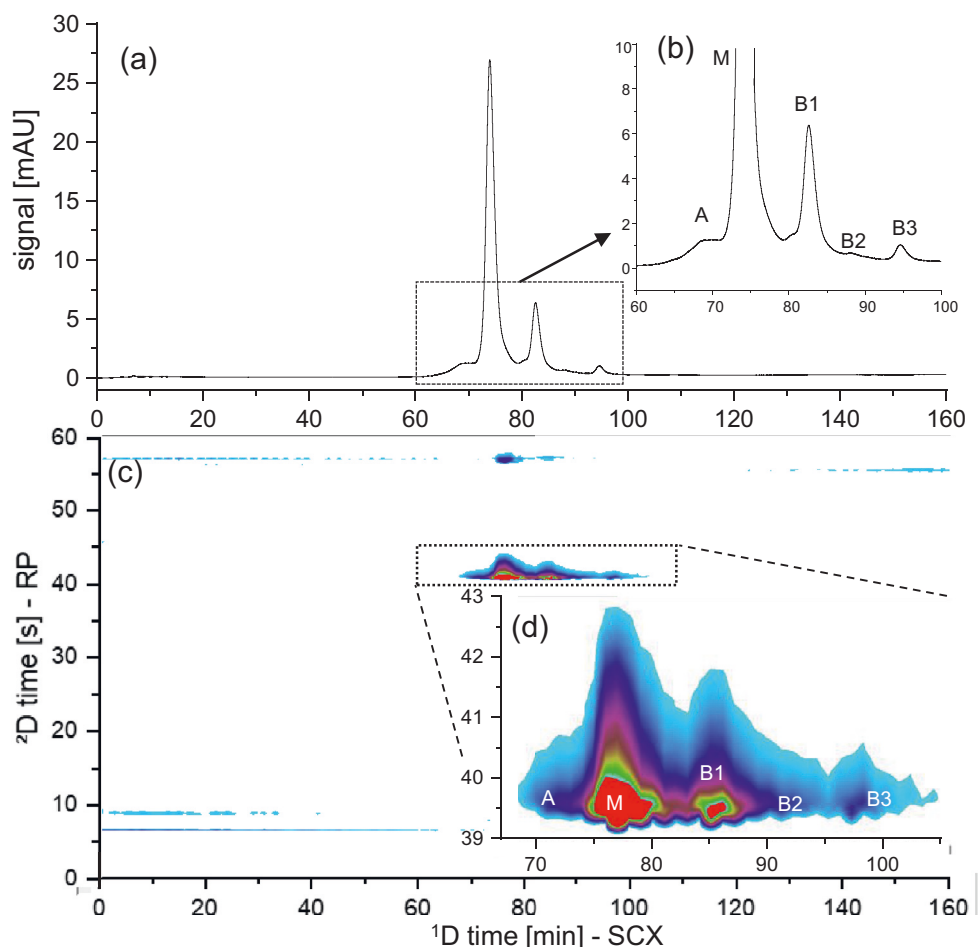 (a)
signal [mAU]
30
25
20
15
10
5
0
0 20 40 60 80 100 120 140 160
(b)
10
8
6
4
2
0
M
B1
A
B2
B3
60 70 80 90 100
(c)
²D time [s] - RP
60
50
40
30
20
10
0
(d)
43
42
41
40
39
B1
A
M
B2
B3
70 80 90 100
0 20 40 60 80 100 120 140 160
¹D time [min] - SCX